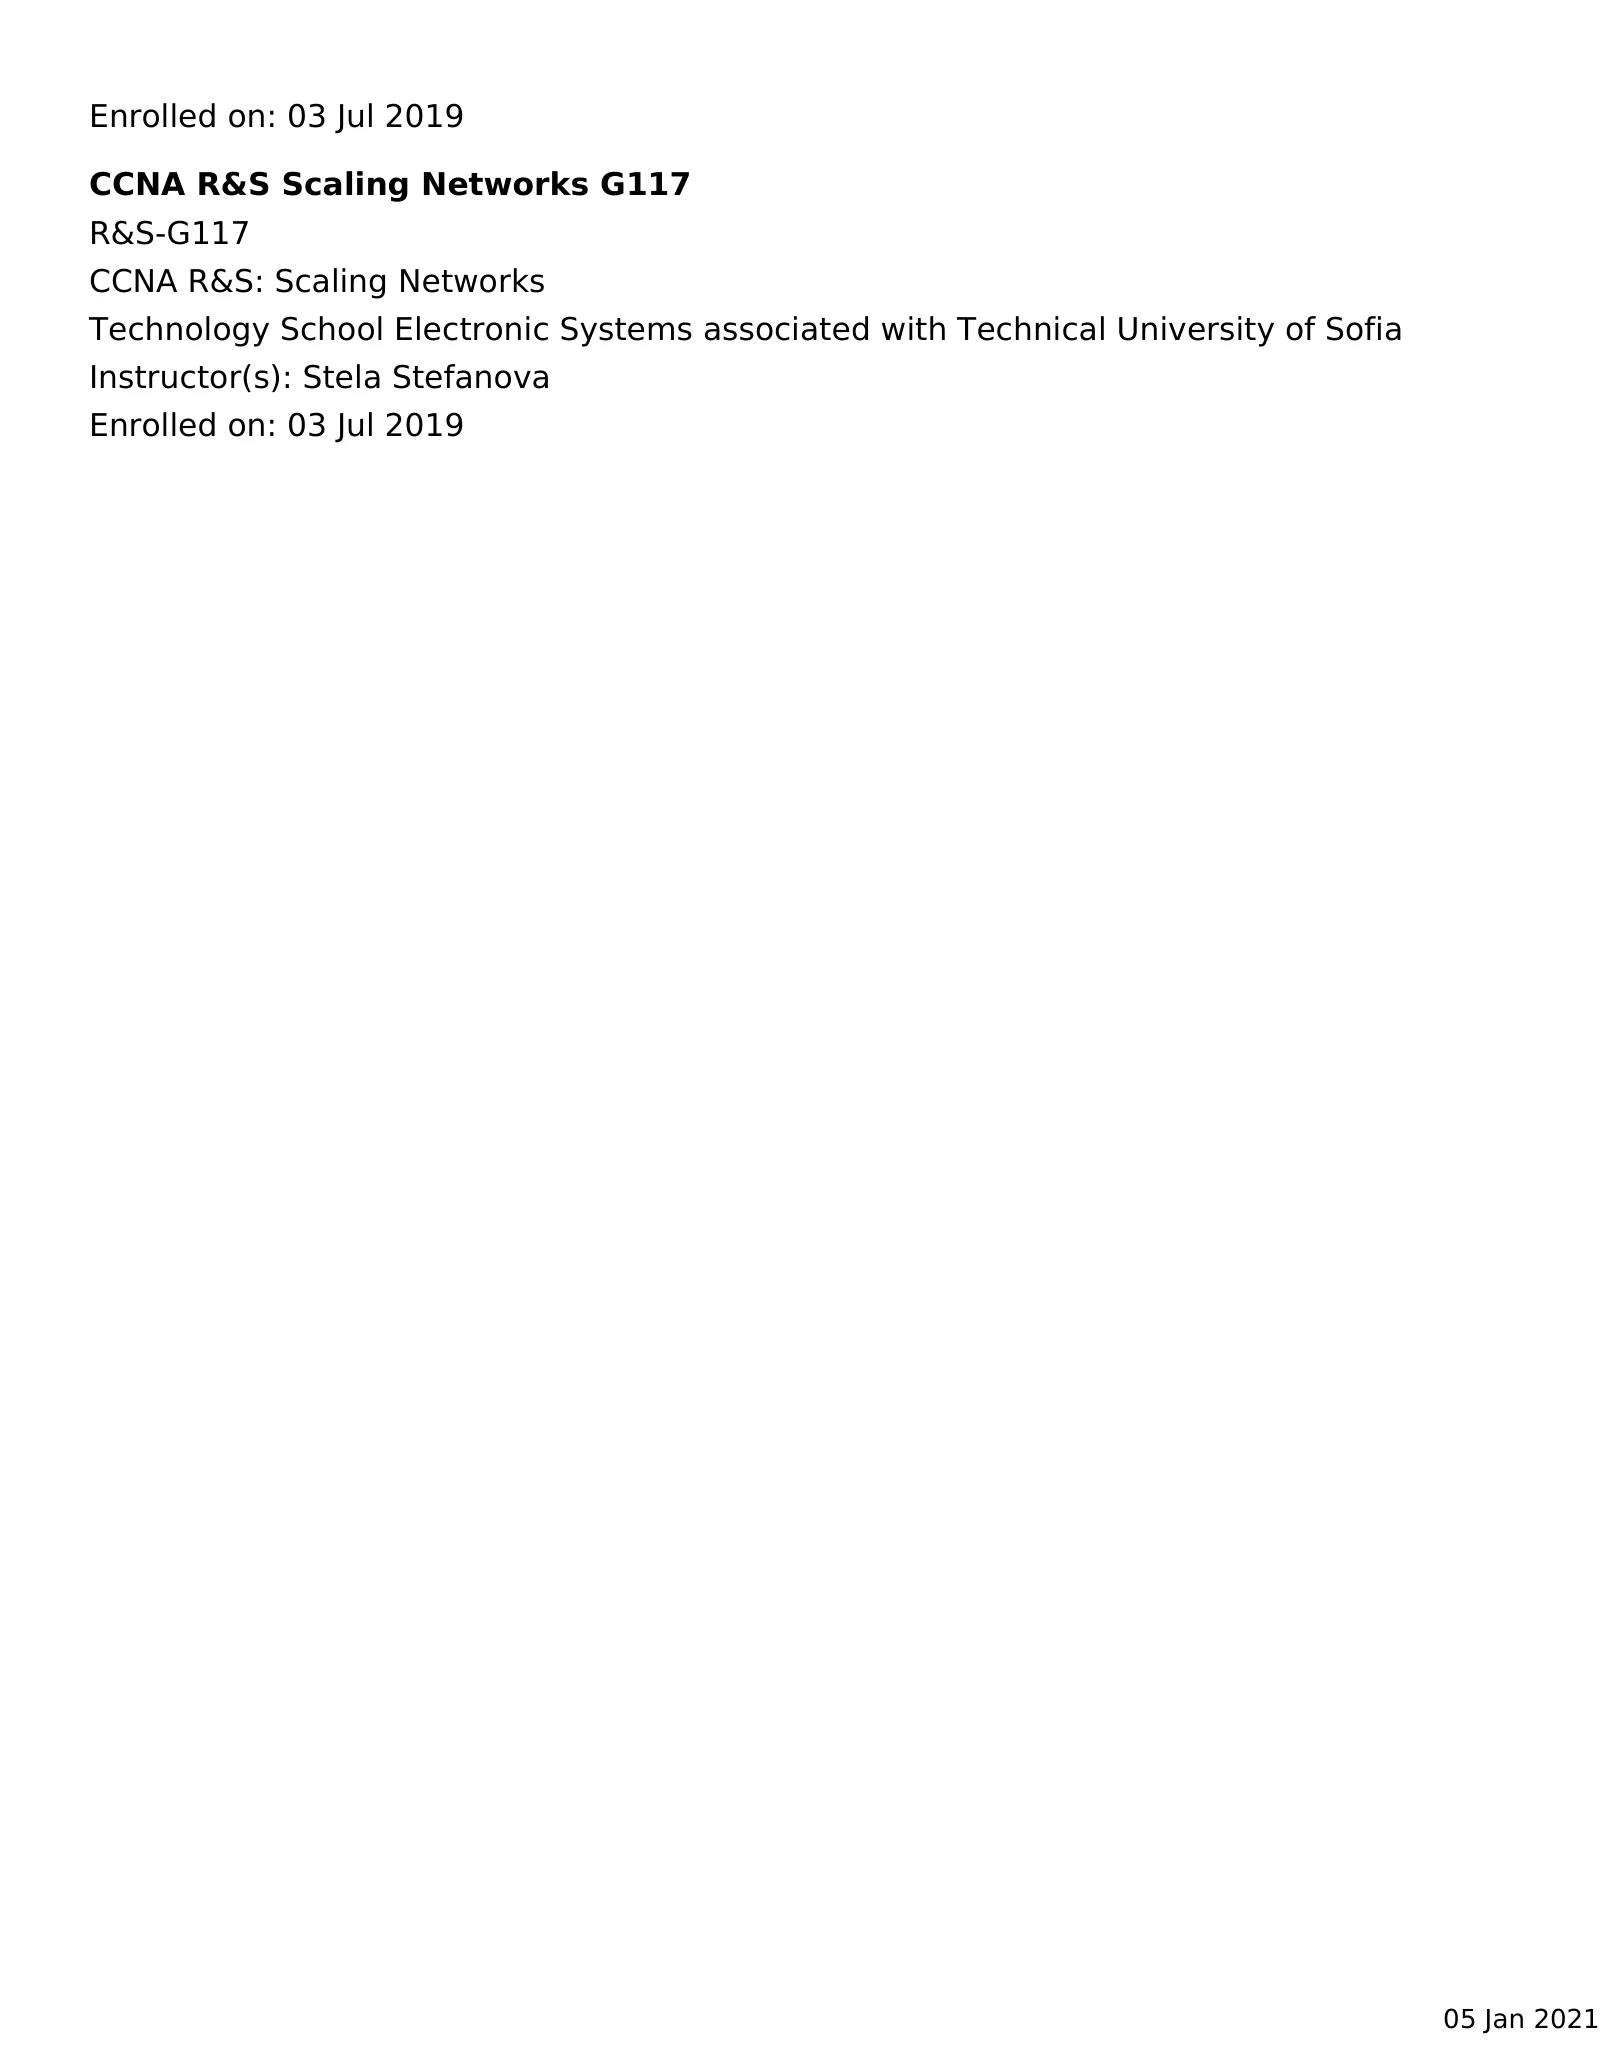 Enrolled on: 03 Jul 2019
CCNA R&S Scaling Networks G117
R&S-G117
CCNA R&S: Scaling Networks
Technology School Electronic Systems associated with Technical University of Sofia
Instructor(s): Stela Stefanova
Enrolled on: 03 Jul 2019
05 Jan 2021